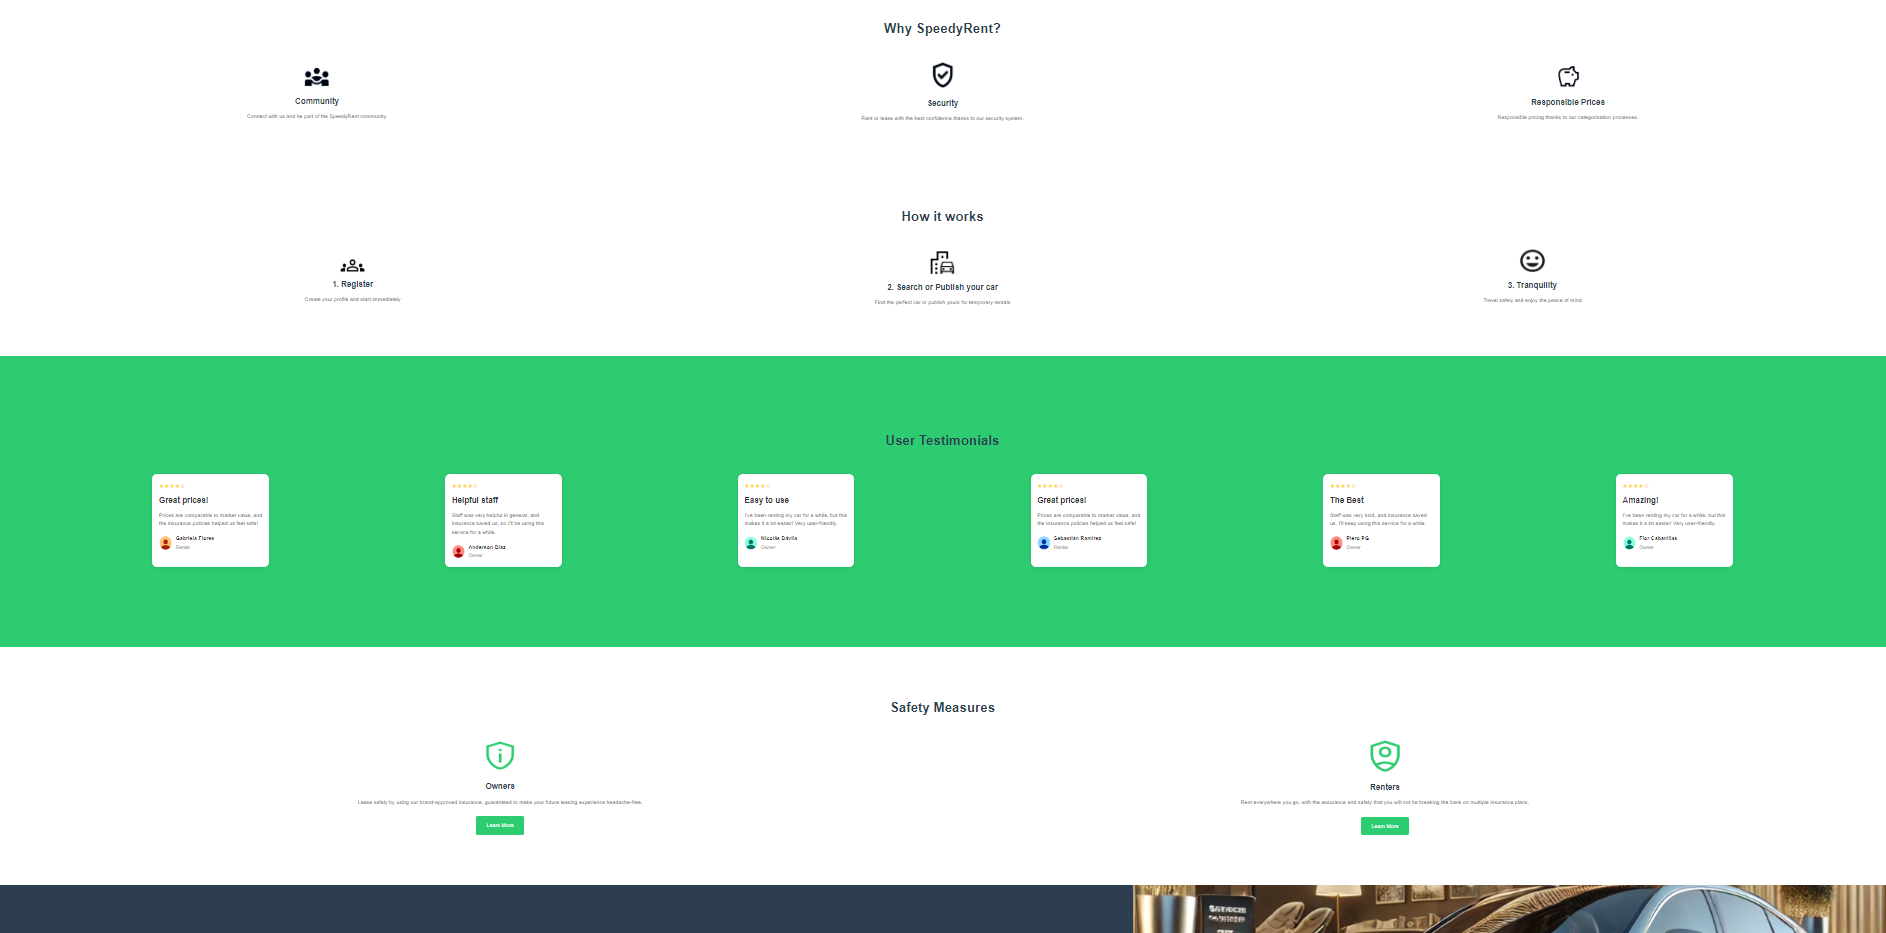 Why SpeedyRent?
Community
Connect with us and be part of the SpeedyRent community.
Security
Rent or lease with the best confidence thanks to our security system.
Responsible Prices
Responsible pricing thanks to our categorization processes.
How it works
1. Register
Create your profile and start immediately
2. Search or Publish your car
Find the perfect car or publish yours for temporary rentals
3. Tranquility
Travel safely and enjoy the peace of mind
User Testimonials
★★★★☆
Great prices!
Prices are comparable to market value, and
the insurance policies helped us feel safe!
Gabriela Flores
Renter
★★★★☆
Helpful staff
Staff was very helpful in general, and
insurance saved us, so I'll be using this
service for a while.
Anderson Diaz
Owner
★★★★☆
Easy to use
I've been renting my car for a while, but this
makes it a lot easier! Very user-friendly.
Nicolás Dávila
Owner
★★★★☆
Great prices!
Prices are comparable to market value, and
the insurance policies helped us feel safe!
Sebastian Ramirez
Renter
★★★★☆
The Best
Staff was very kind, and insurance saved
us. I'll keep using this service for a while.
Piero PG
Owner
★★★★☆
Amazing!
I've been renting my car for a while, but this
makes it a lot easier! Very user-friendly.
Flor Cabanillas
Owner
Safety Measures
Owners
Lease safely by using our brand-approved insurance, guaranteed to make your future leasing experience headache-free.
Learn More
Renters
Rent everywhere you go, with the assurance and safety that you will not be breaking the bank on multiple insurance plans.
Learn More